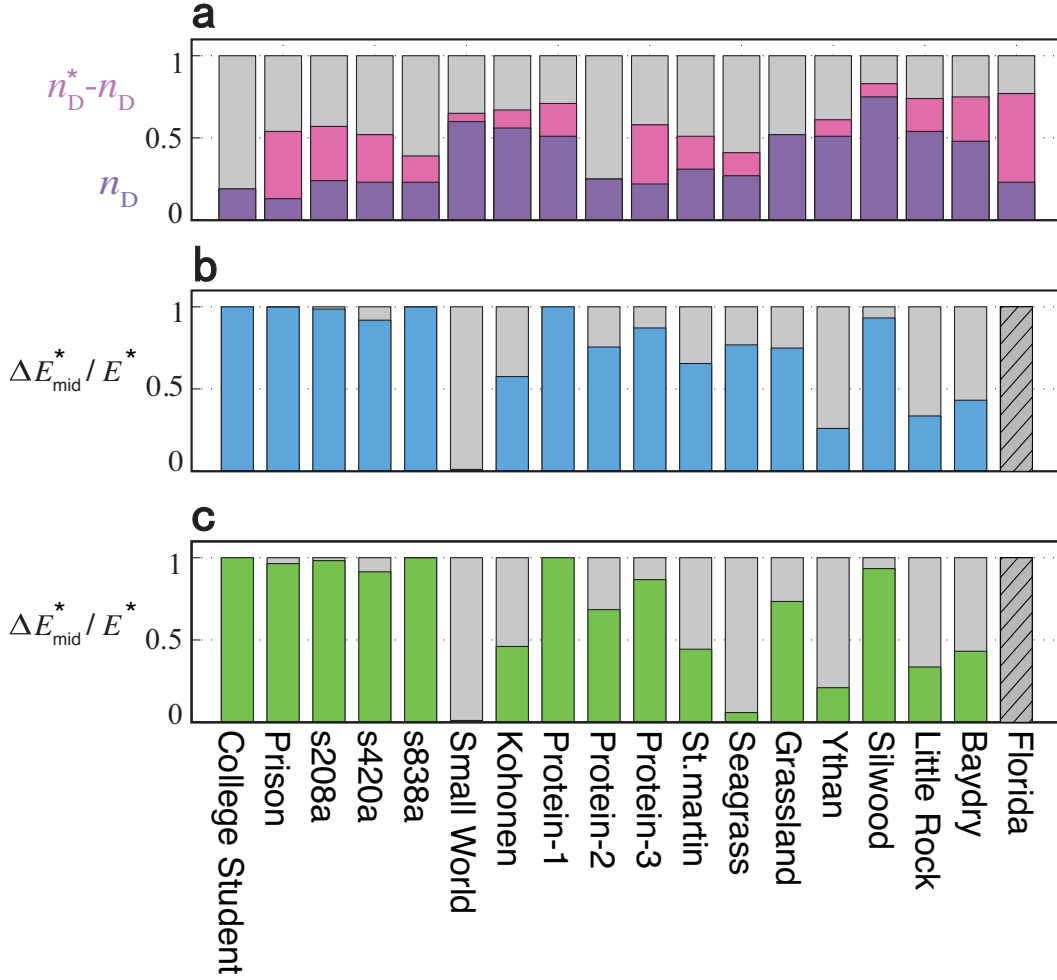 a
1
n*D-nD
0.5
nD
0
b
1
ΔE*mid / E*
0.5
0
c
1
ΔE*mid / E*
0.5
0
College Student
Prison
s208a
s420a
s838a
Small World
Kohonen
Protein-1
Protein-2
Protein-3
St.martin
Seagrass
Grassland
Ythan
Silwood
Little Rock
Baydry
Florida